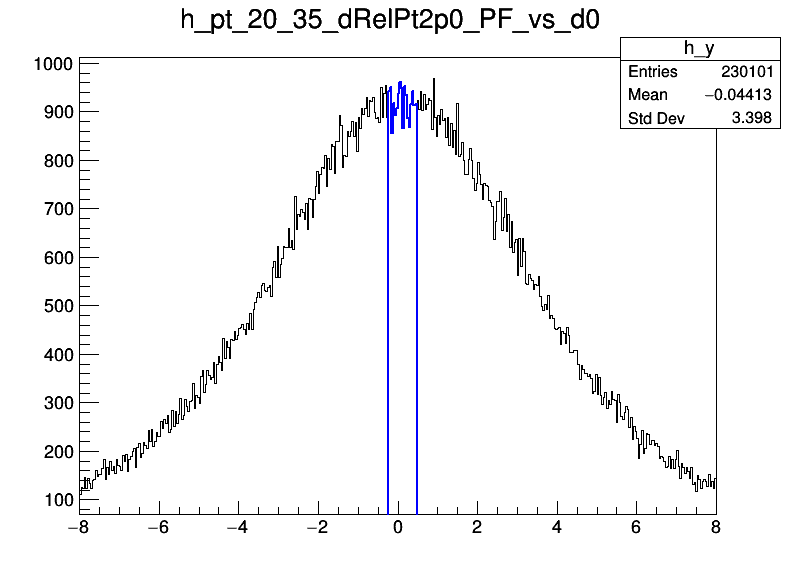 h_pt_20_35_dRelPt2p0_PF_vs_d0
h_y
Entries 230101
Mean −0.04413
Std Dev 3.398
1000
900
800
700
600
500
400
300
200
100
−8 −6 −4 −2 0 2 4 6 8